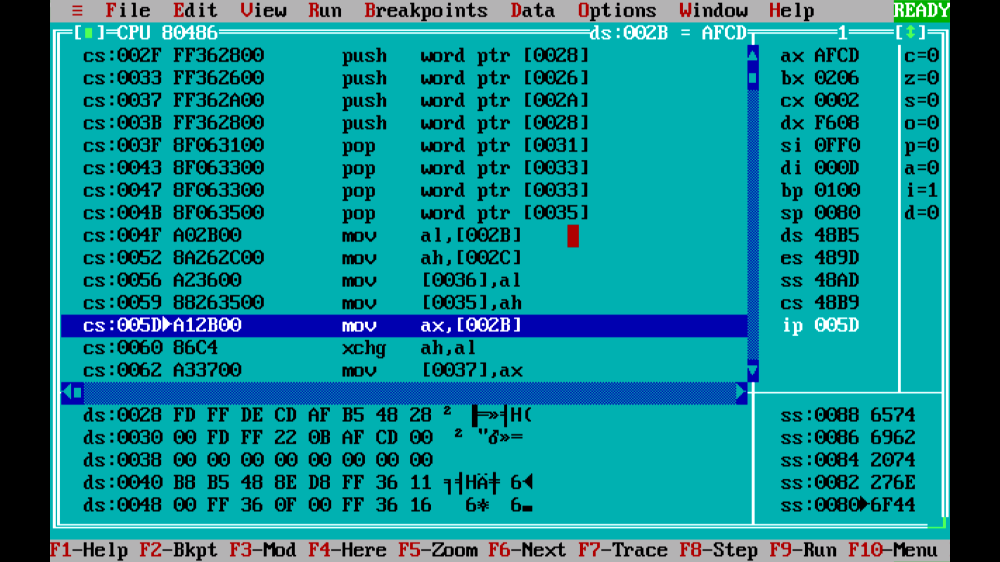 ≡ File Edit View Run Breakpoints Data Options Window Help READY
[■]=CPU 80486 ds:002B = AFCD 1 [↕]
cs:002F FF362800 push word ptr [0028] ax AFCD c=0
cs:0033 FF362600 push word ptr [0026] bx 0206 z=0
cs:0037 FF362A00 push word ptr [002A] cx 0002 s=0
cs:003B FF362800 push word ptr [0028] dx F608 o=0
cs:003F 8F063100 pop word ptr [0031] si 0FF0 p=0
cs:0043 8F063300 pop word ptr [0033] di 000D a=0
cs:0047 8F063300 pop word ptr [0033] bp 0100 i=1
cs:004B 8F063500 pop word ptr [0035] sp 0080 d=0
cs:004F A02B00 mov al,[002B] ds 48B5
cs:0052 8A262C00 mov ah,[002C] es 489D
cs:0056 A23600 mov [0036],al ss 48AD
cs:0059 88263500 mov [0035],ah cs 48B9
cs:005D►A12B00 mov ax,[002B] ip 005D
cs:0060 86C4 xchg ah,al
cs:0062 A33700 mov [0037],ax
ds:0028 FD FF DE CD AF B5 48 28 ² ▐═»╡H( ss:0088 6574
ds:0030 00 FD FF 22 0B AF CD 00 ² "♂»═ ss:0086 6962
ds:0038 00 00 00 00 00 00 00 00 ss:0084 2074
ds:0040 B8 B5 48 8E D8 FF 36 11 ╕╡HÄ╪ 6◄ ss:0082 276E
ds:0048 00 FF 36 0F 00 FF 36 16 6☼ 6▬ ss:0080►6F44
F1-Help F2-Bkpt F3-Mod F4-Here F5-Zoom F6-Next F7-Trace F8-Step F9-Run F10-Menu